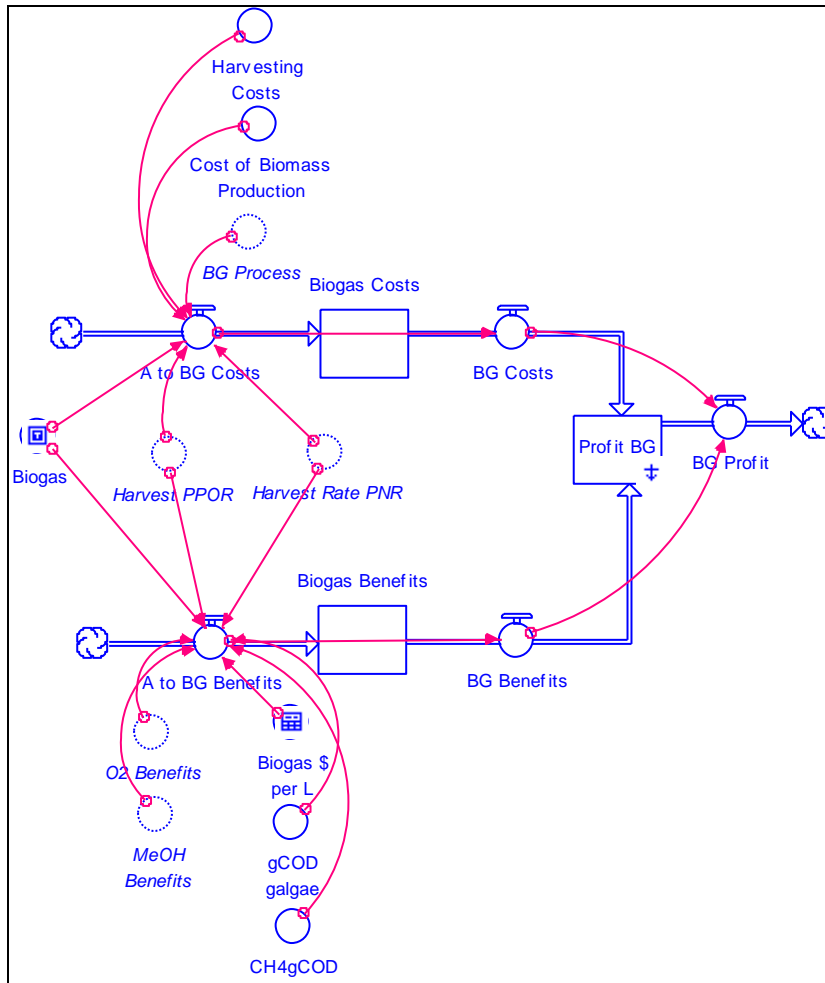 Harvesting
Costs
Cost of Biomass
Production
BG Process
Biogas Costs
A to BG Costs
BG Costs
Profit BG
BG Profit
Biogas
Harvest PPOR
Harvest Rate PNR
Biogas Benefits
A to BG Benefits
BG Benefits
O2 Benefits
Biogas $
per L
MeOH
Benefits
gCOD
galgae
CH4gCOD